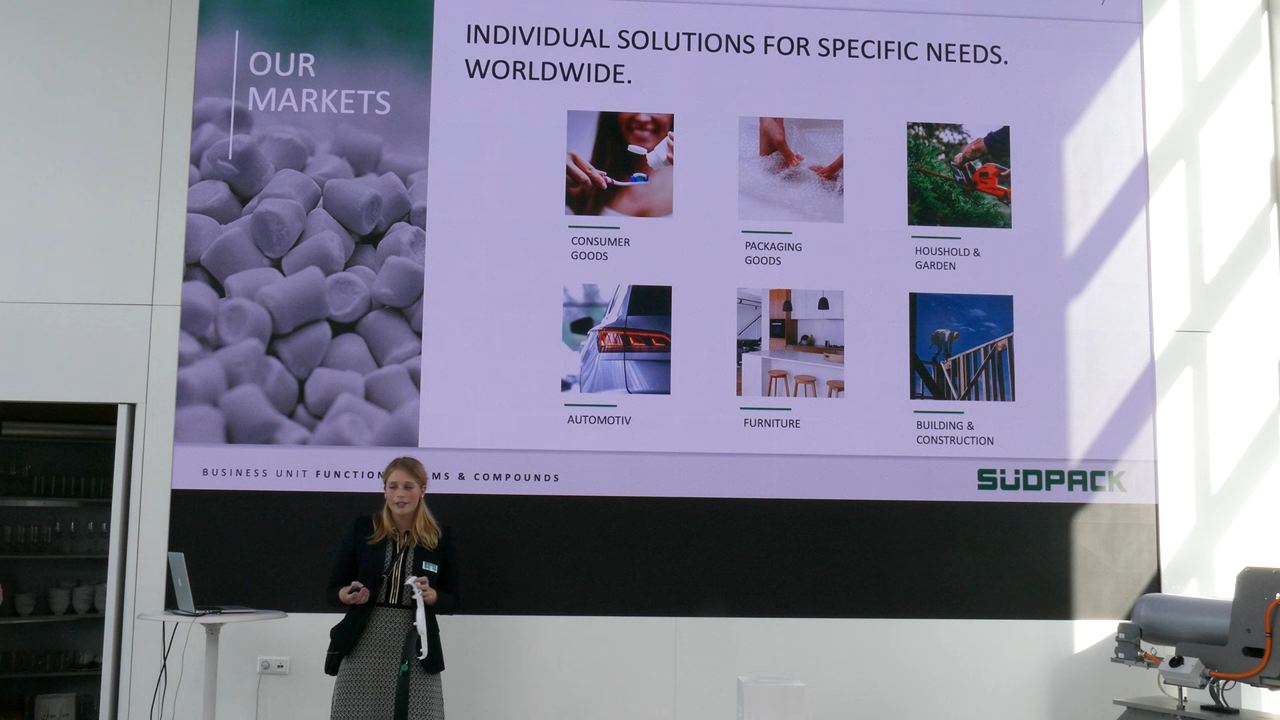 OUR
MARKETS
INDIVIDUAL SOLUTIONS FOR SPECIFIC NEEDS.
WORLDWIDE.
CONSUMER
GOODS
PACKAGING
GOODS
HOUSHOLD &
GARDEN
AUTOMOTIV
FURNITURE
BUILDING &
CONSTRUCTION
BUSINESS UNIT FUNCTION MS & COMPOUNDS
SÜDPACK